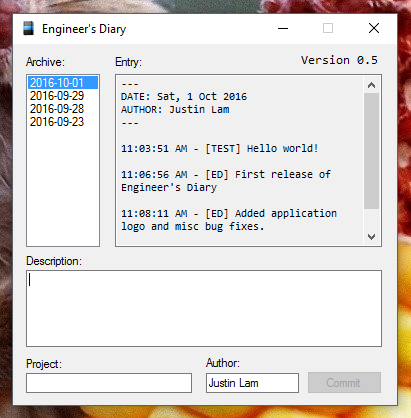 Engineer's Diary
Archive:
Entry:
Version 0.5
2016-10-01
2016-09-29
2016-09-28
2016-09-23
---
DATE: Sat, 1 Oct 2016
AUTHOR: Justin Lam
---
11:03:51 AM - [TEST] Hello world!
11:06:56 AM - [ED] First release of
Engineer's Diary
11:08:11 AM - [ED] Added application
logo and misc bug fixes.
Description:
Project:
Author:
Justin Lam
Commit